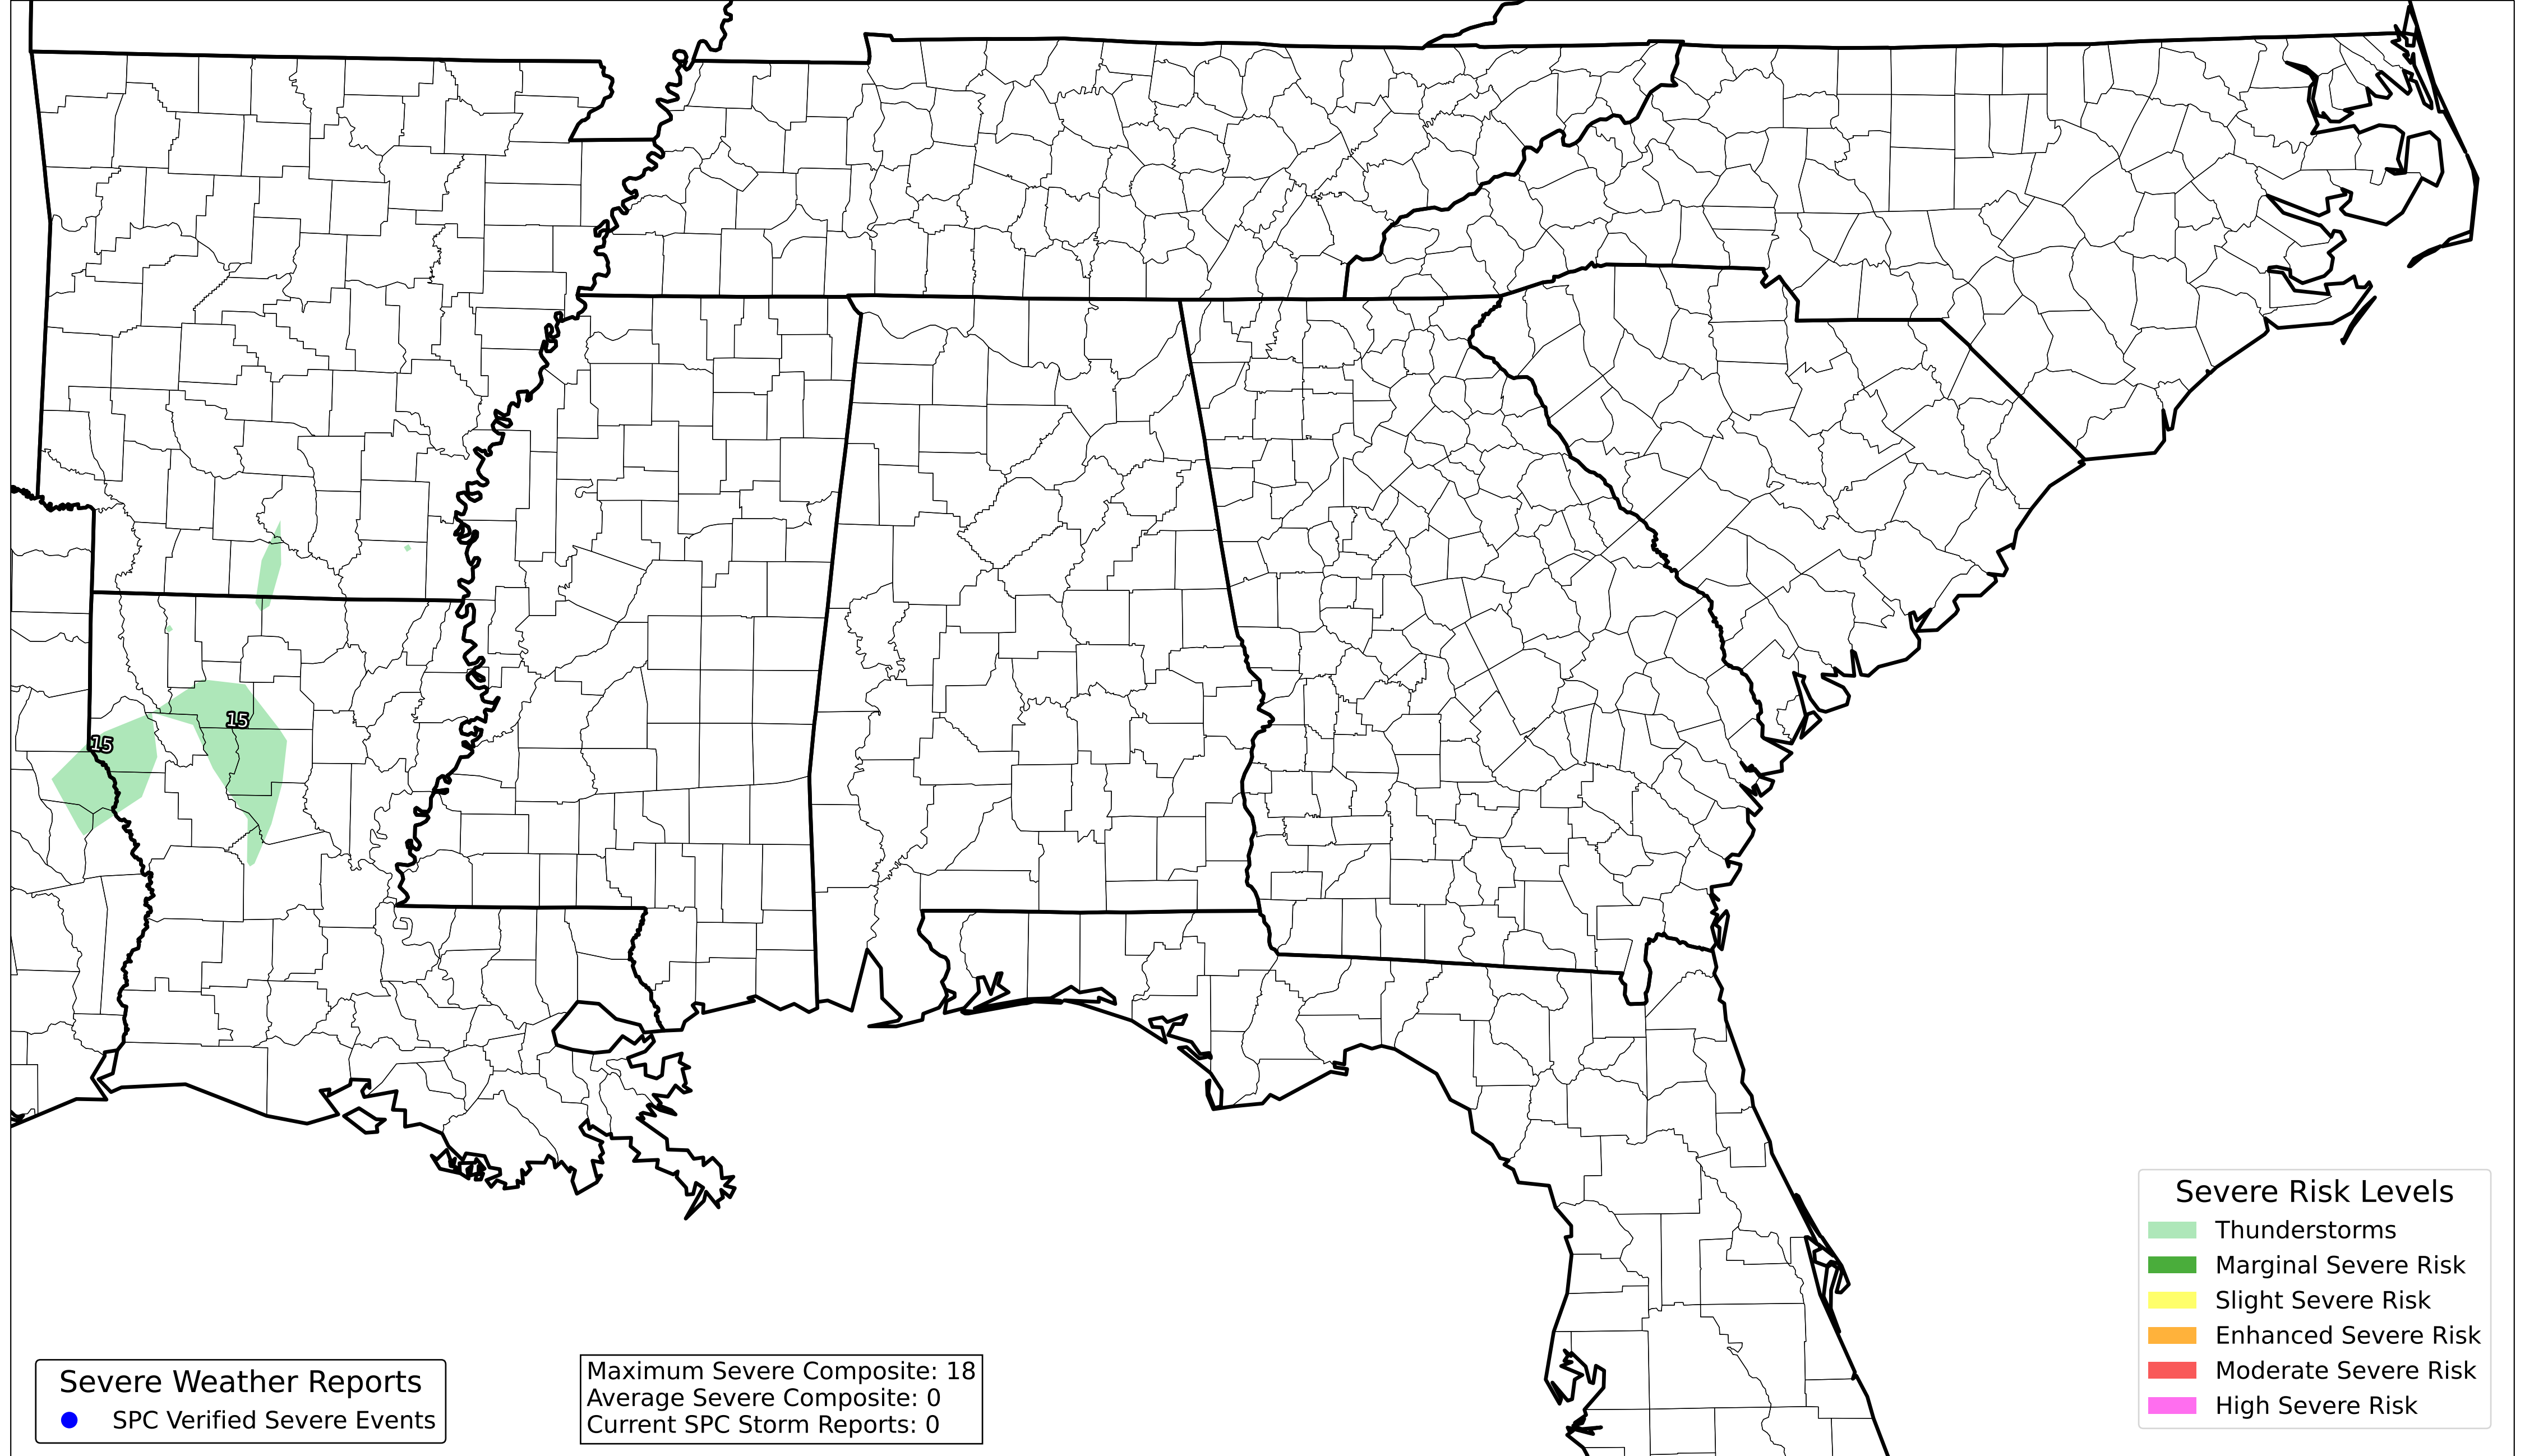 15
15
Severe Risk Levels
Thunderstorms
Marginal Severe Risk
Slight Severe Risk
Enhanced Severe Risk
Moderate Severe Risk
High Severe Risk
Severe Weather Reports
SPC Verified Severe Events
Maximum Severe Composite: 18
Average Severe Composite: 0
Current SPC Storm Reports: 0